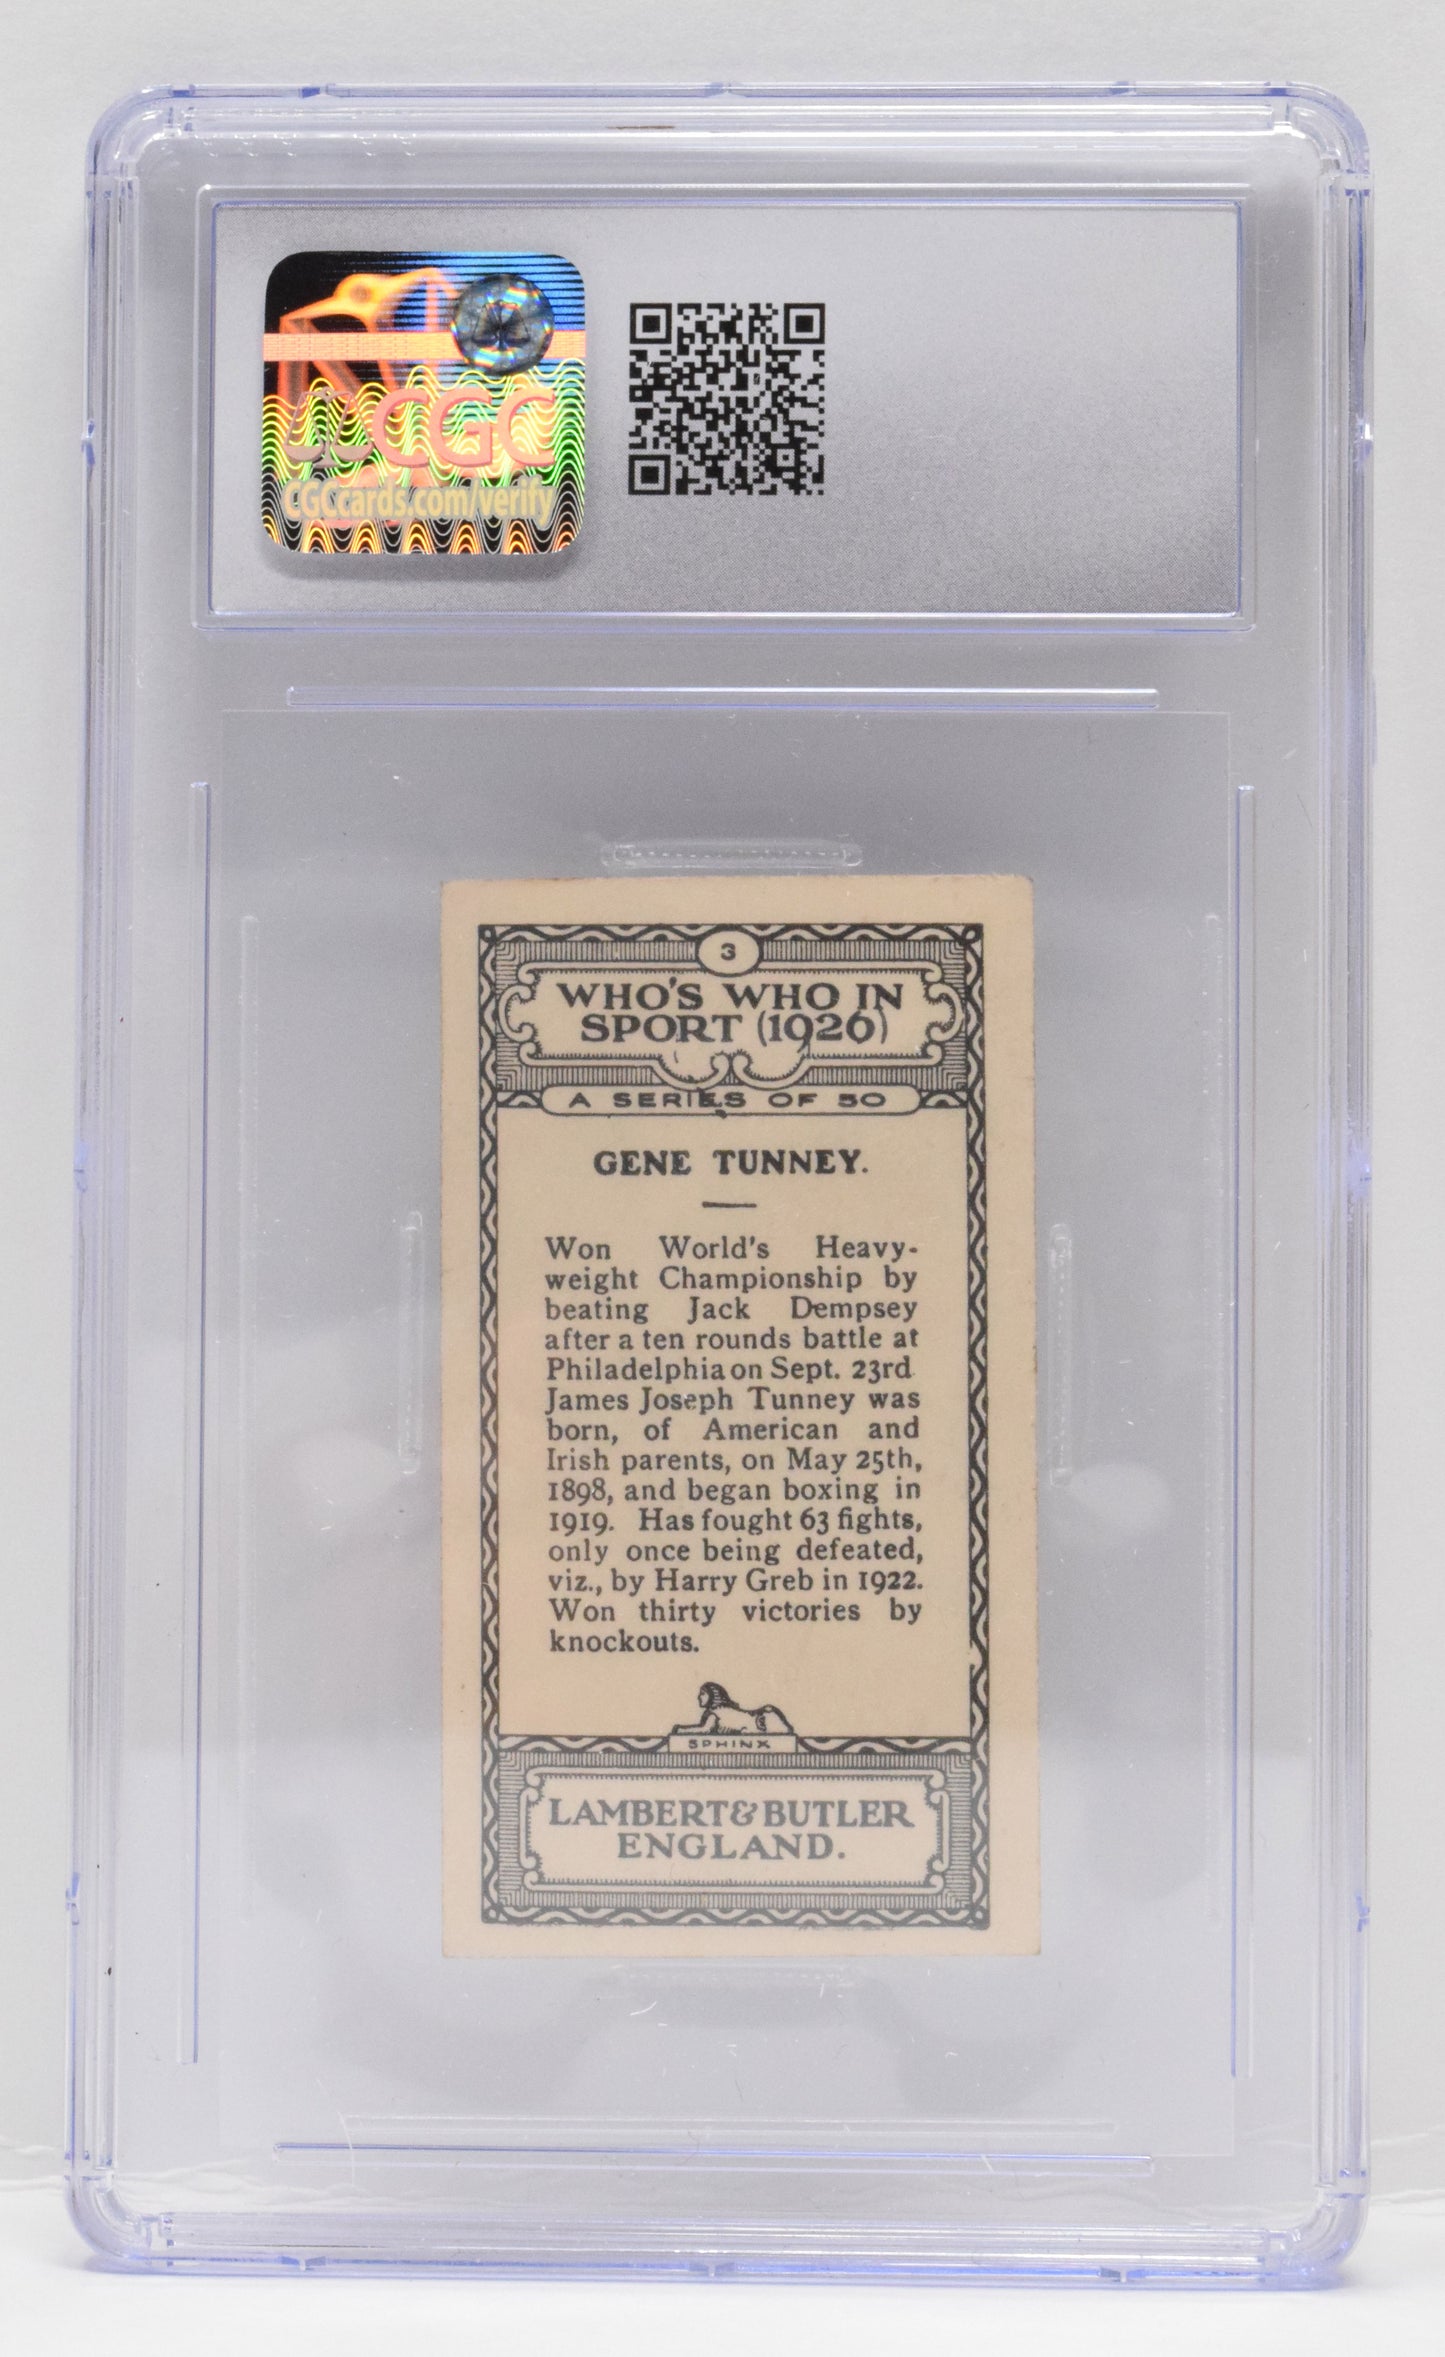 CGC
CGCcards.com/verify
3
WHO'S WHO IN
SPORT (1926)
A SERIES OF 50
GENE TUNNEY.
Won World's Heavy-
weight Championship by
beating Jack Dempsey
after a ten rounds battle at
Philadelphia on Sept. 23rd
James Joseph Tunney was
born, of American and
Irish parents, on May 25th,
1898, and began boxing in
1919. Has fought 63 fights,
only once being defeated,
viz., by Harry Greb in 1922.
Won thirty victories by
knockouts.
SPHINX
LAMBERT & BUTLER
ENGLAND.